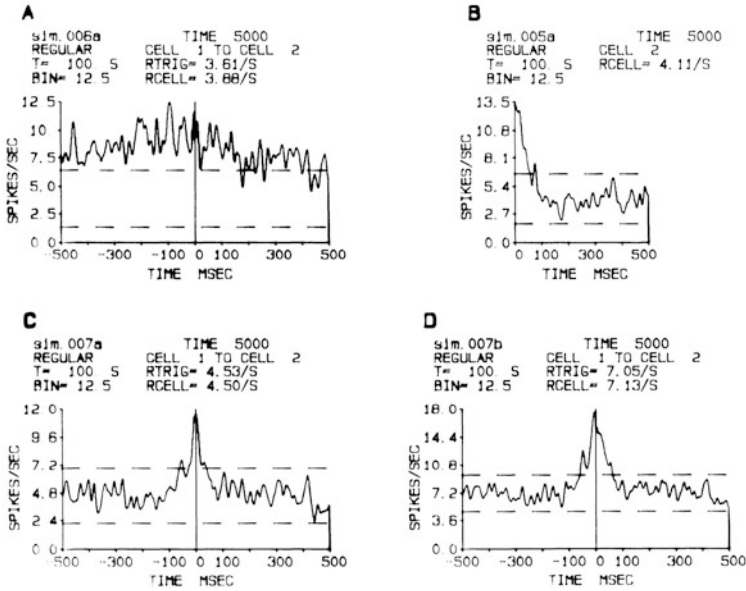 A
sim.006a TIME 5000
REGULAR CELL 1 TO CELL 2
T= 100 S RTRIG= 3.61/S
BIN= 12.5 RCELL= 3.88/S
12.5
10.0
7.5
5.0
2.5
0 0
SPIKES/SEC
-500 -300 -100 0 100 300 500
TIME MSEC
B
sim.005a TIME 5000
REGULAR CELL 2
T= 100. S RCELL= 4.11/S
BIN= 12.5
13.5
10.8
8.1
5.4
2.7
0.0
SPIKES/SEC
0 100 300 500
TIME MSEC
C
sim.007a TIME 5000
REGULAR CELL 1 TO CELL 2
T= 100 S RTRIG= 4.53/S
BIN= 12.5 RCELL= 4.50/S
12.0
9.6
7.2
4.8
2 4
0.0
SPIKES/SEC
-500 -300 -100 0 100 300 500
TIME MSEC
D
sim.007b TIME 5000
REGULAR CELL 1 TO CELL 2
T= 100. S RTRIG= 7.05/S
BIN= 12.5 RCELL= 7.13/S
18.0
14.4
10.8
7.2
3.6
0.0
SPIKES/SEC
-500 -300 -100 0 100 300 500
TIME MSEC